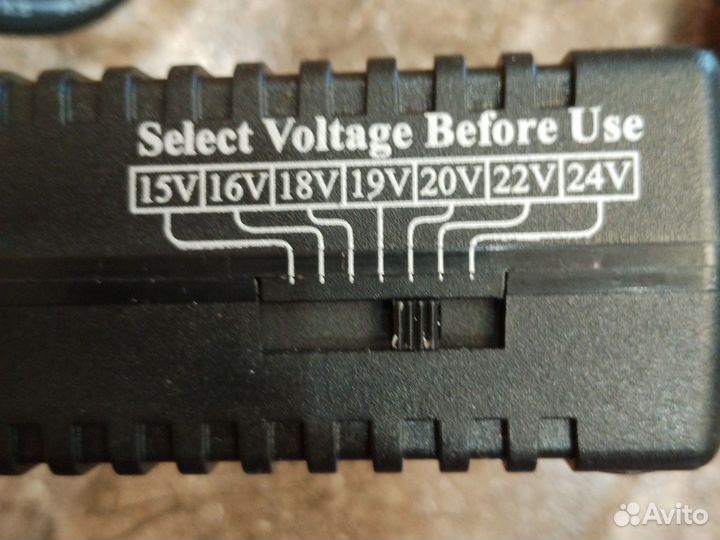 Select Voltage Before Use
15V 16V 18V 19V 20V 22V 24V
Avito